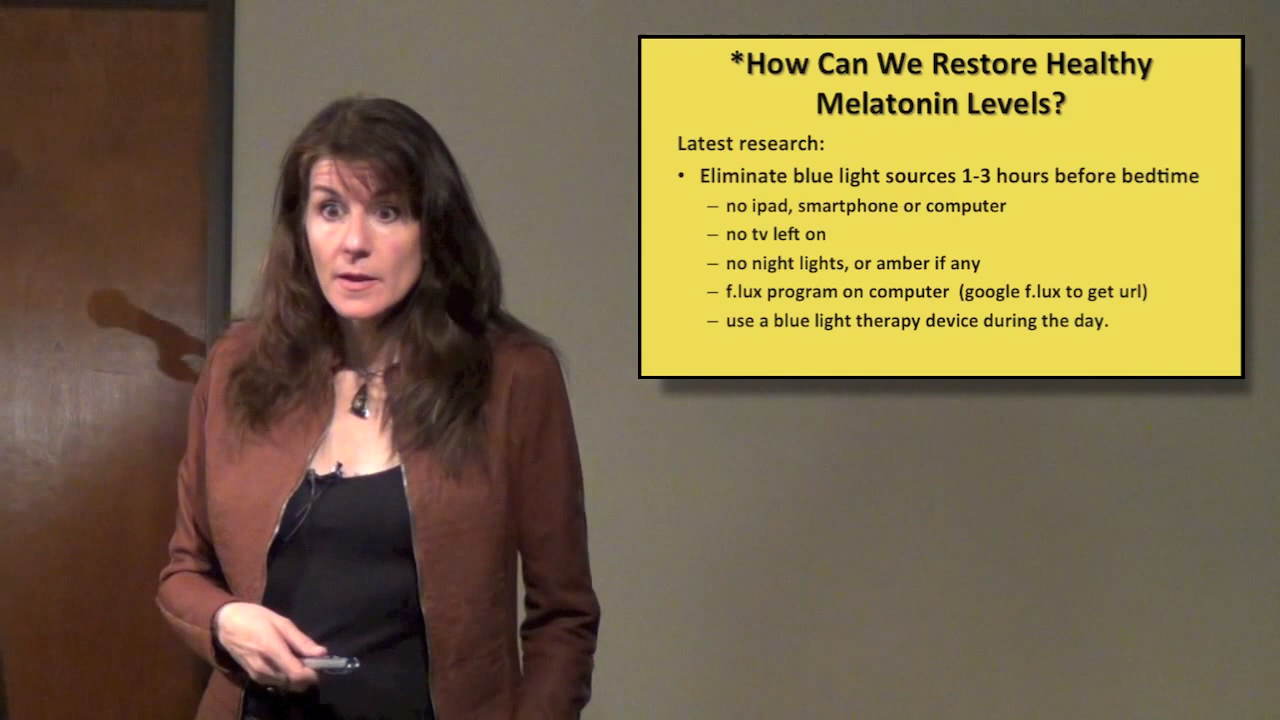 *How Can We Restore Healthy
Melatonin Levels?
Latest research:
• Eliminate blue light sources 1-3 hours before bedtime
– no ipad, smartphone or computer
– no tv left on
– no night lights, or amber if any
– f.lux program on computer (google f.lux to get url)
– use a blue light therapy device during the day.